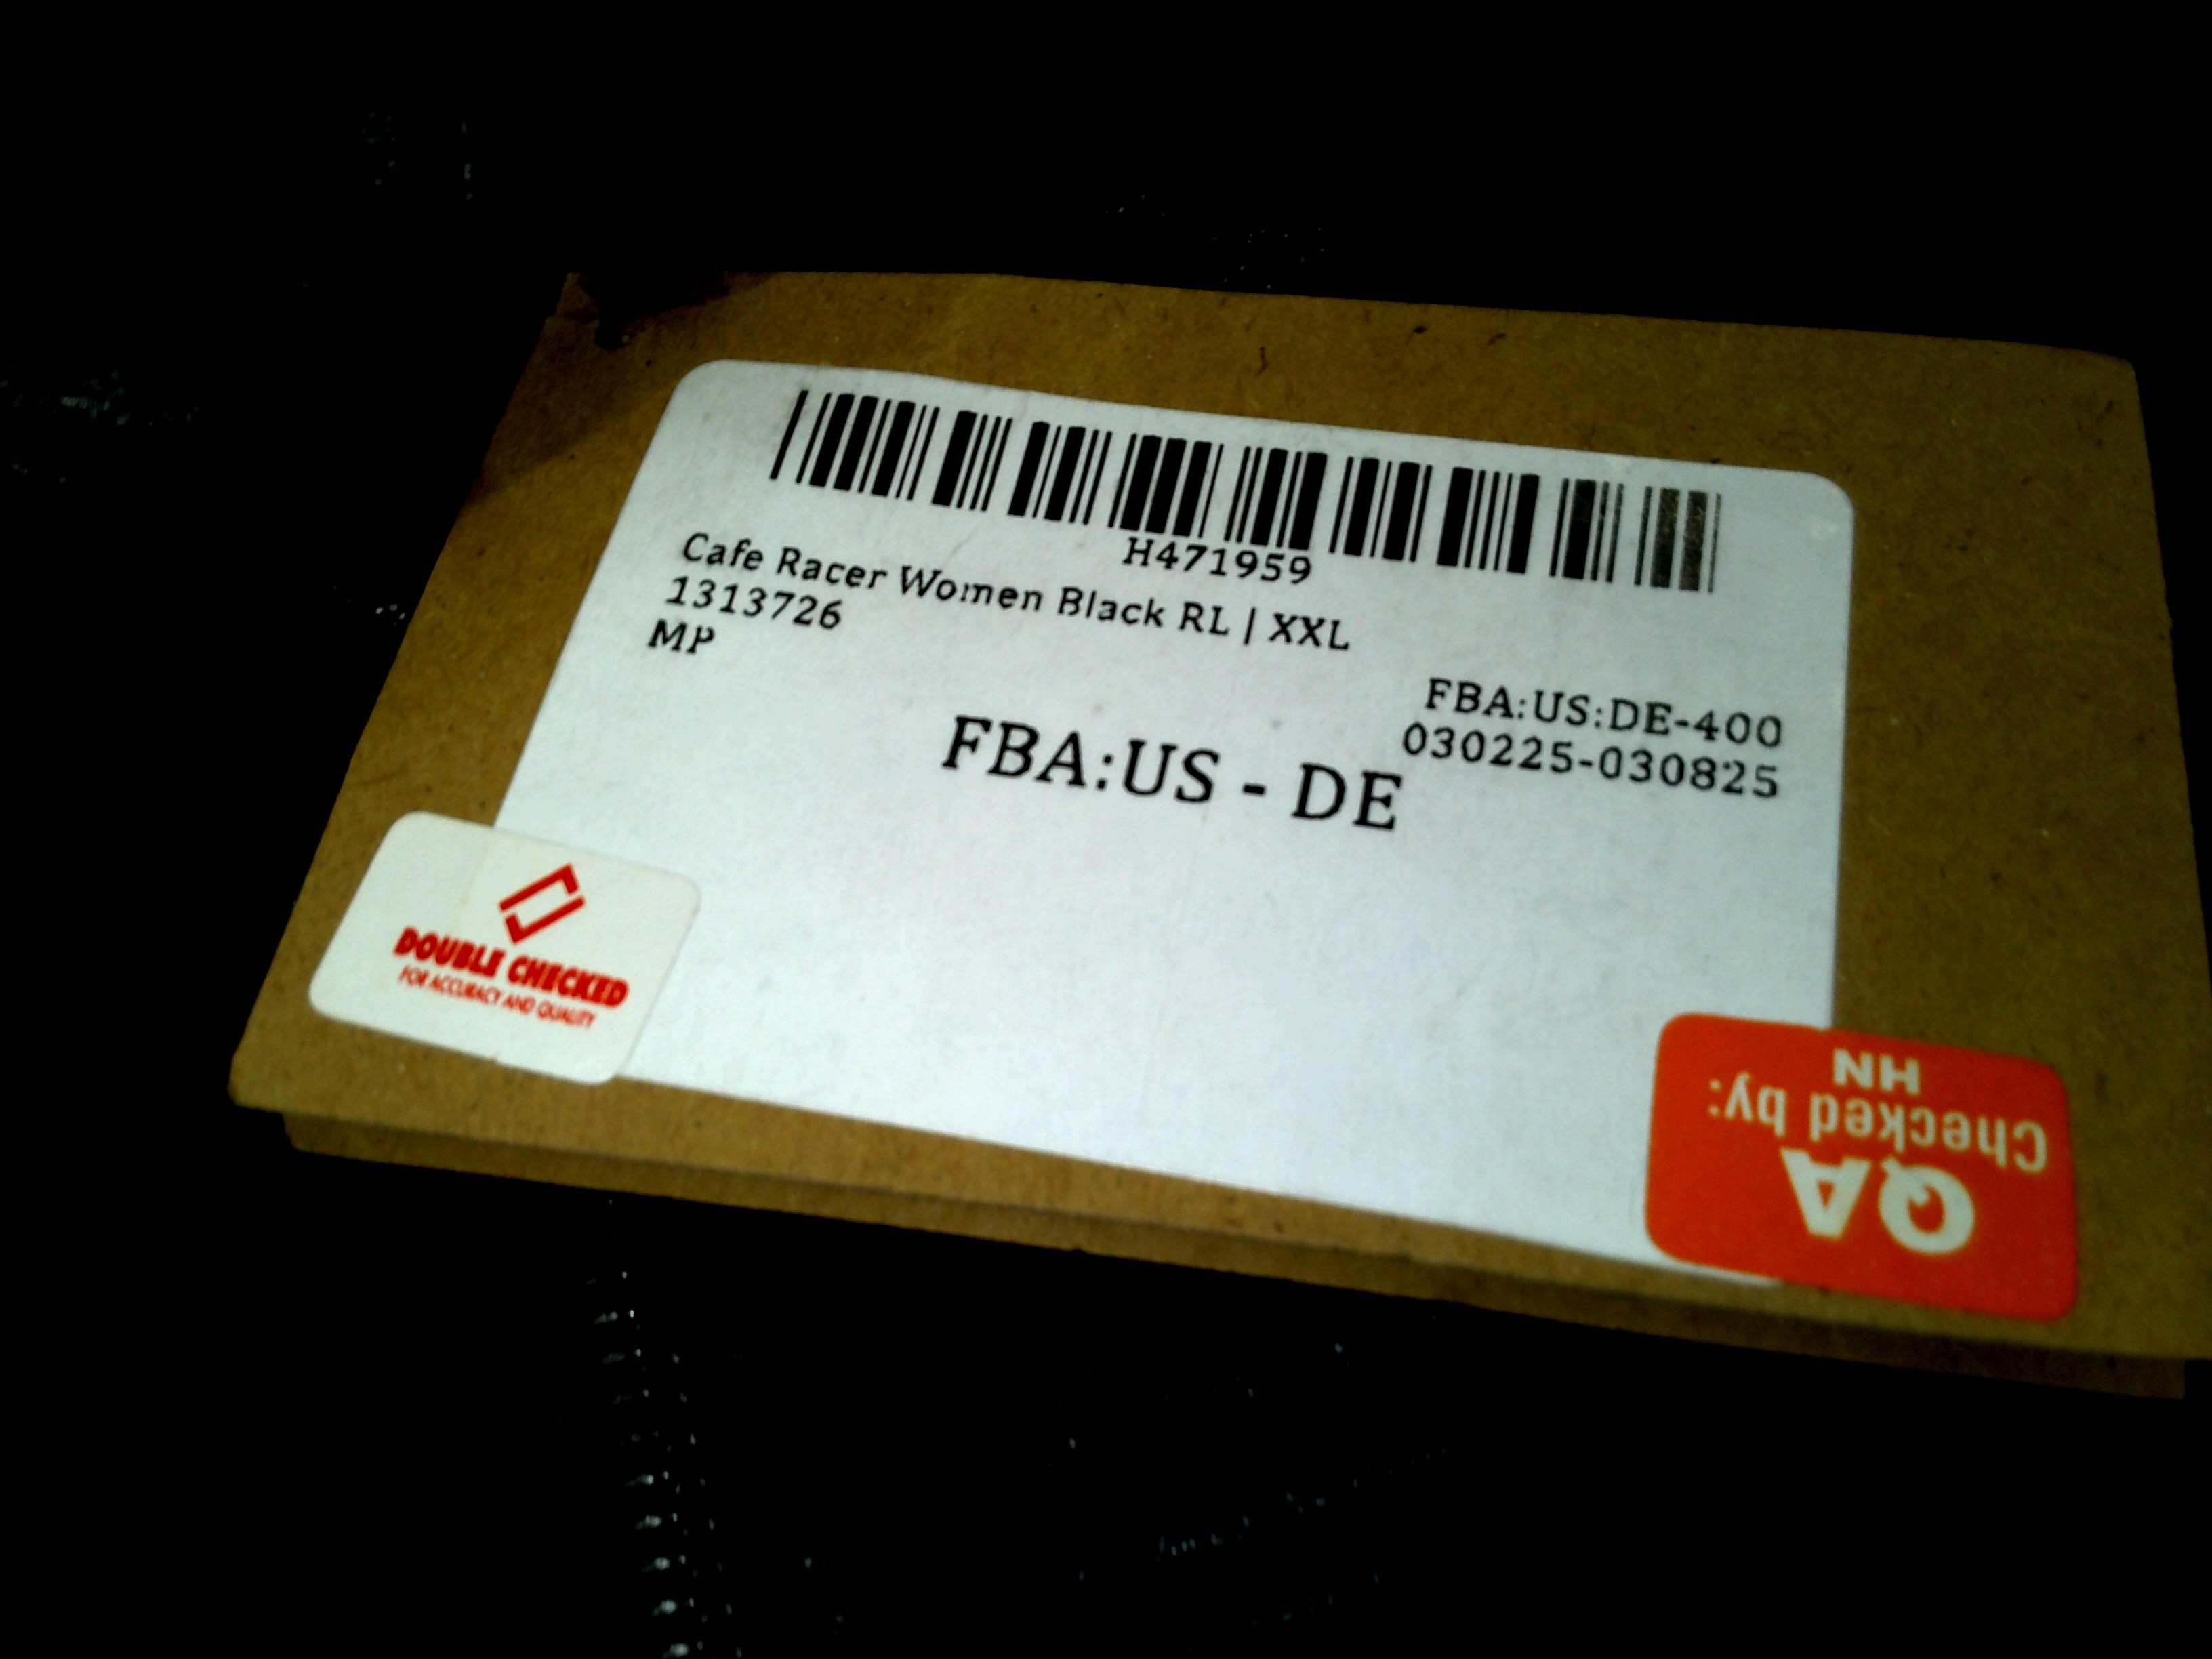 H471959
Cafe Racer Women Black RL | XXL
1313726
MP
FBA:US:DE-400
030225-030825
FBA:US - DE
DOUBLE CHECKED
FOR ACCURACY AND QUALITY
QA
Checked by:
HN